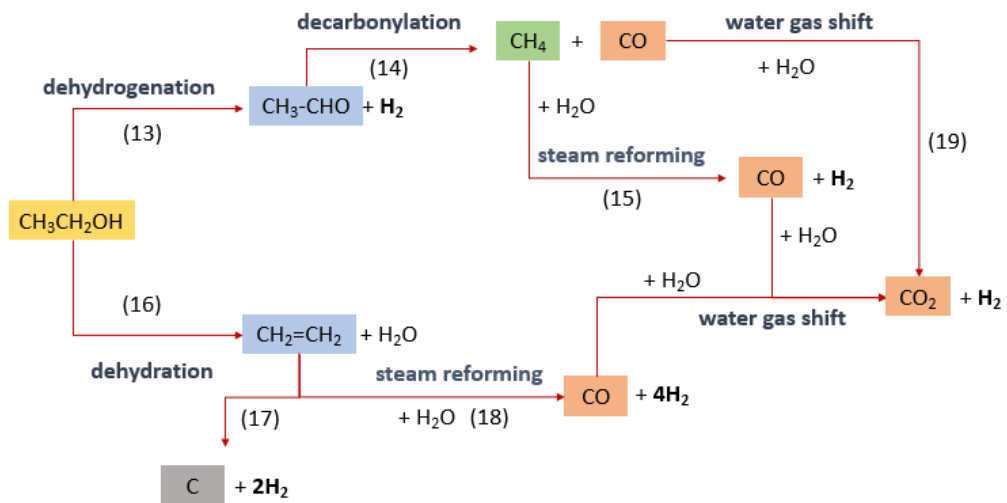 decarbonylation
CH₄ + CO
water gas shift
+ H₂O
(14)
dehydrogenation
CH₃-CHO + H₂
(13)
+ H₂O
steam reforming
(19)
CO + H₂
(15)
CH₃CH₂OH
+ H₂O
(16)
+ H₂O
CO₂ + H₂
water gas shift
CH₂=CH₂ + H₂O
dehydration
steam reforming
CO + 4H₂
(17)
+ H₂O (18)
C + 2H₂